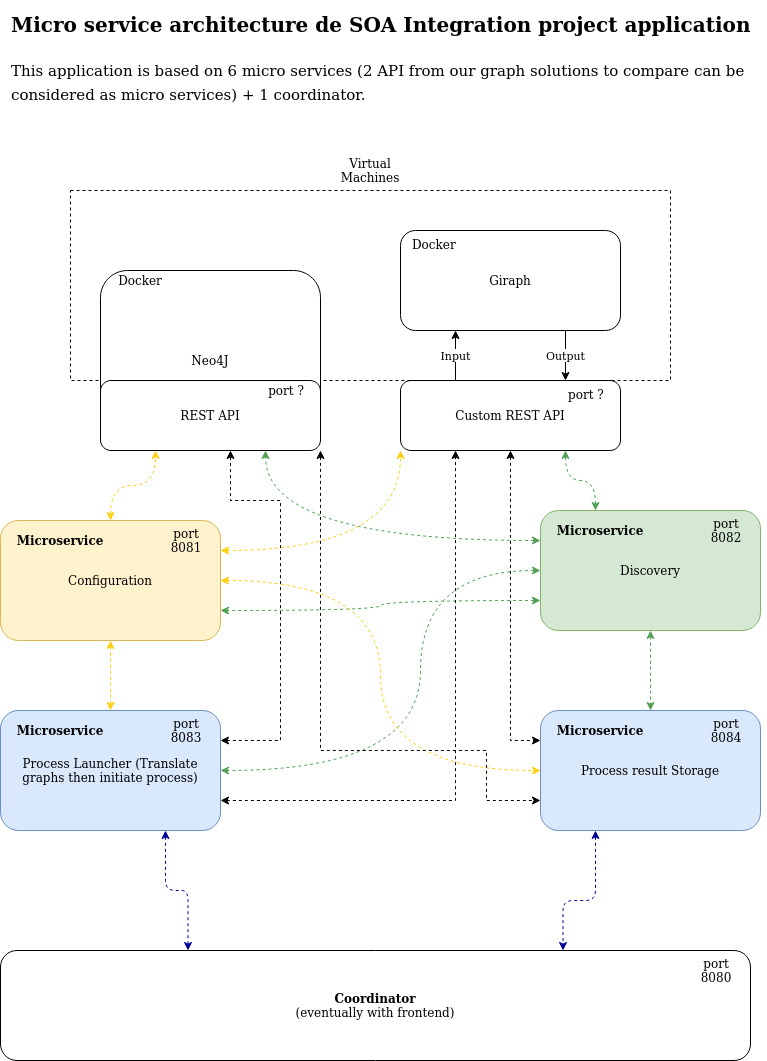 Micro service architecture de SOA Integration project application
This application is based on 6 micro services (2 API from our graph solutions to compare can be
considered as micro services) + 1 coordinator.
Virtual
Machines
Docker
Giraph
Docker
Neo4J
Input
Output
port ?
REST API
port ?
Custom REST API
Microservice
port
8081
Configuration
Microservice
port
8082
Discovery
Microservice
port
8083
Process Launcher (Translate
graphs then initiate process)
Microservice
port
8084
Process result Storage
port
8080
Coordinator
(eventually with frontend)